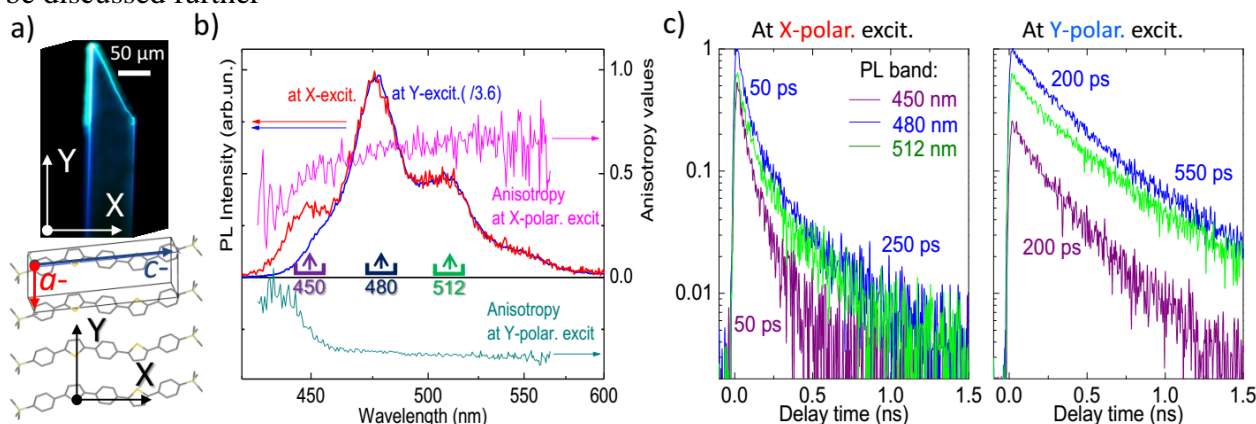 be discussed further
a)
50 µm
Y
X
a-
c-
Y
X
b)
PL Intensity (arb.un.)
at X-excit.
at Y-excit.( /3.6)
Anisotropy
at X-polar. excit
450
480
512
Anisotropy
at Y-polar. excit
1.0
0.5
0.0
Anisotropy values
450
500
550
600
Wavelength (nm)
c)
At X-polar. excit.
1
0.1
0.01
50 ps
PL band:
450 nm
480 nm
512 nm
250 ps
50 ps
0.0
0.5
1.0
1.5
Delay time (ns)
At Y-polar. excit.
200 ps
550 ps
200 ps
0.0
0.5
1.0
1.5
Delay time (ns)